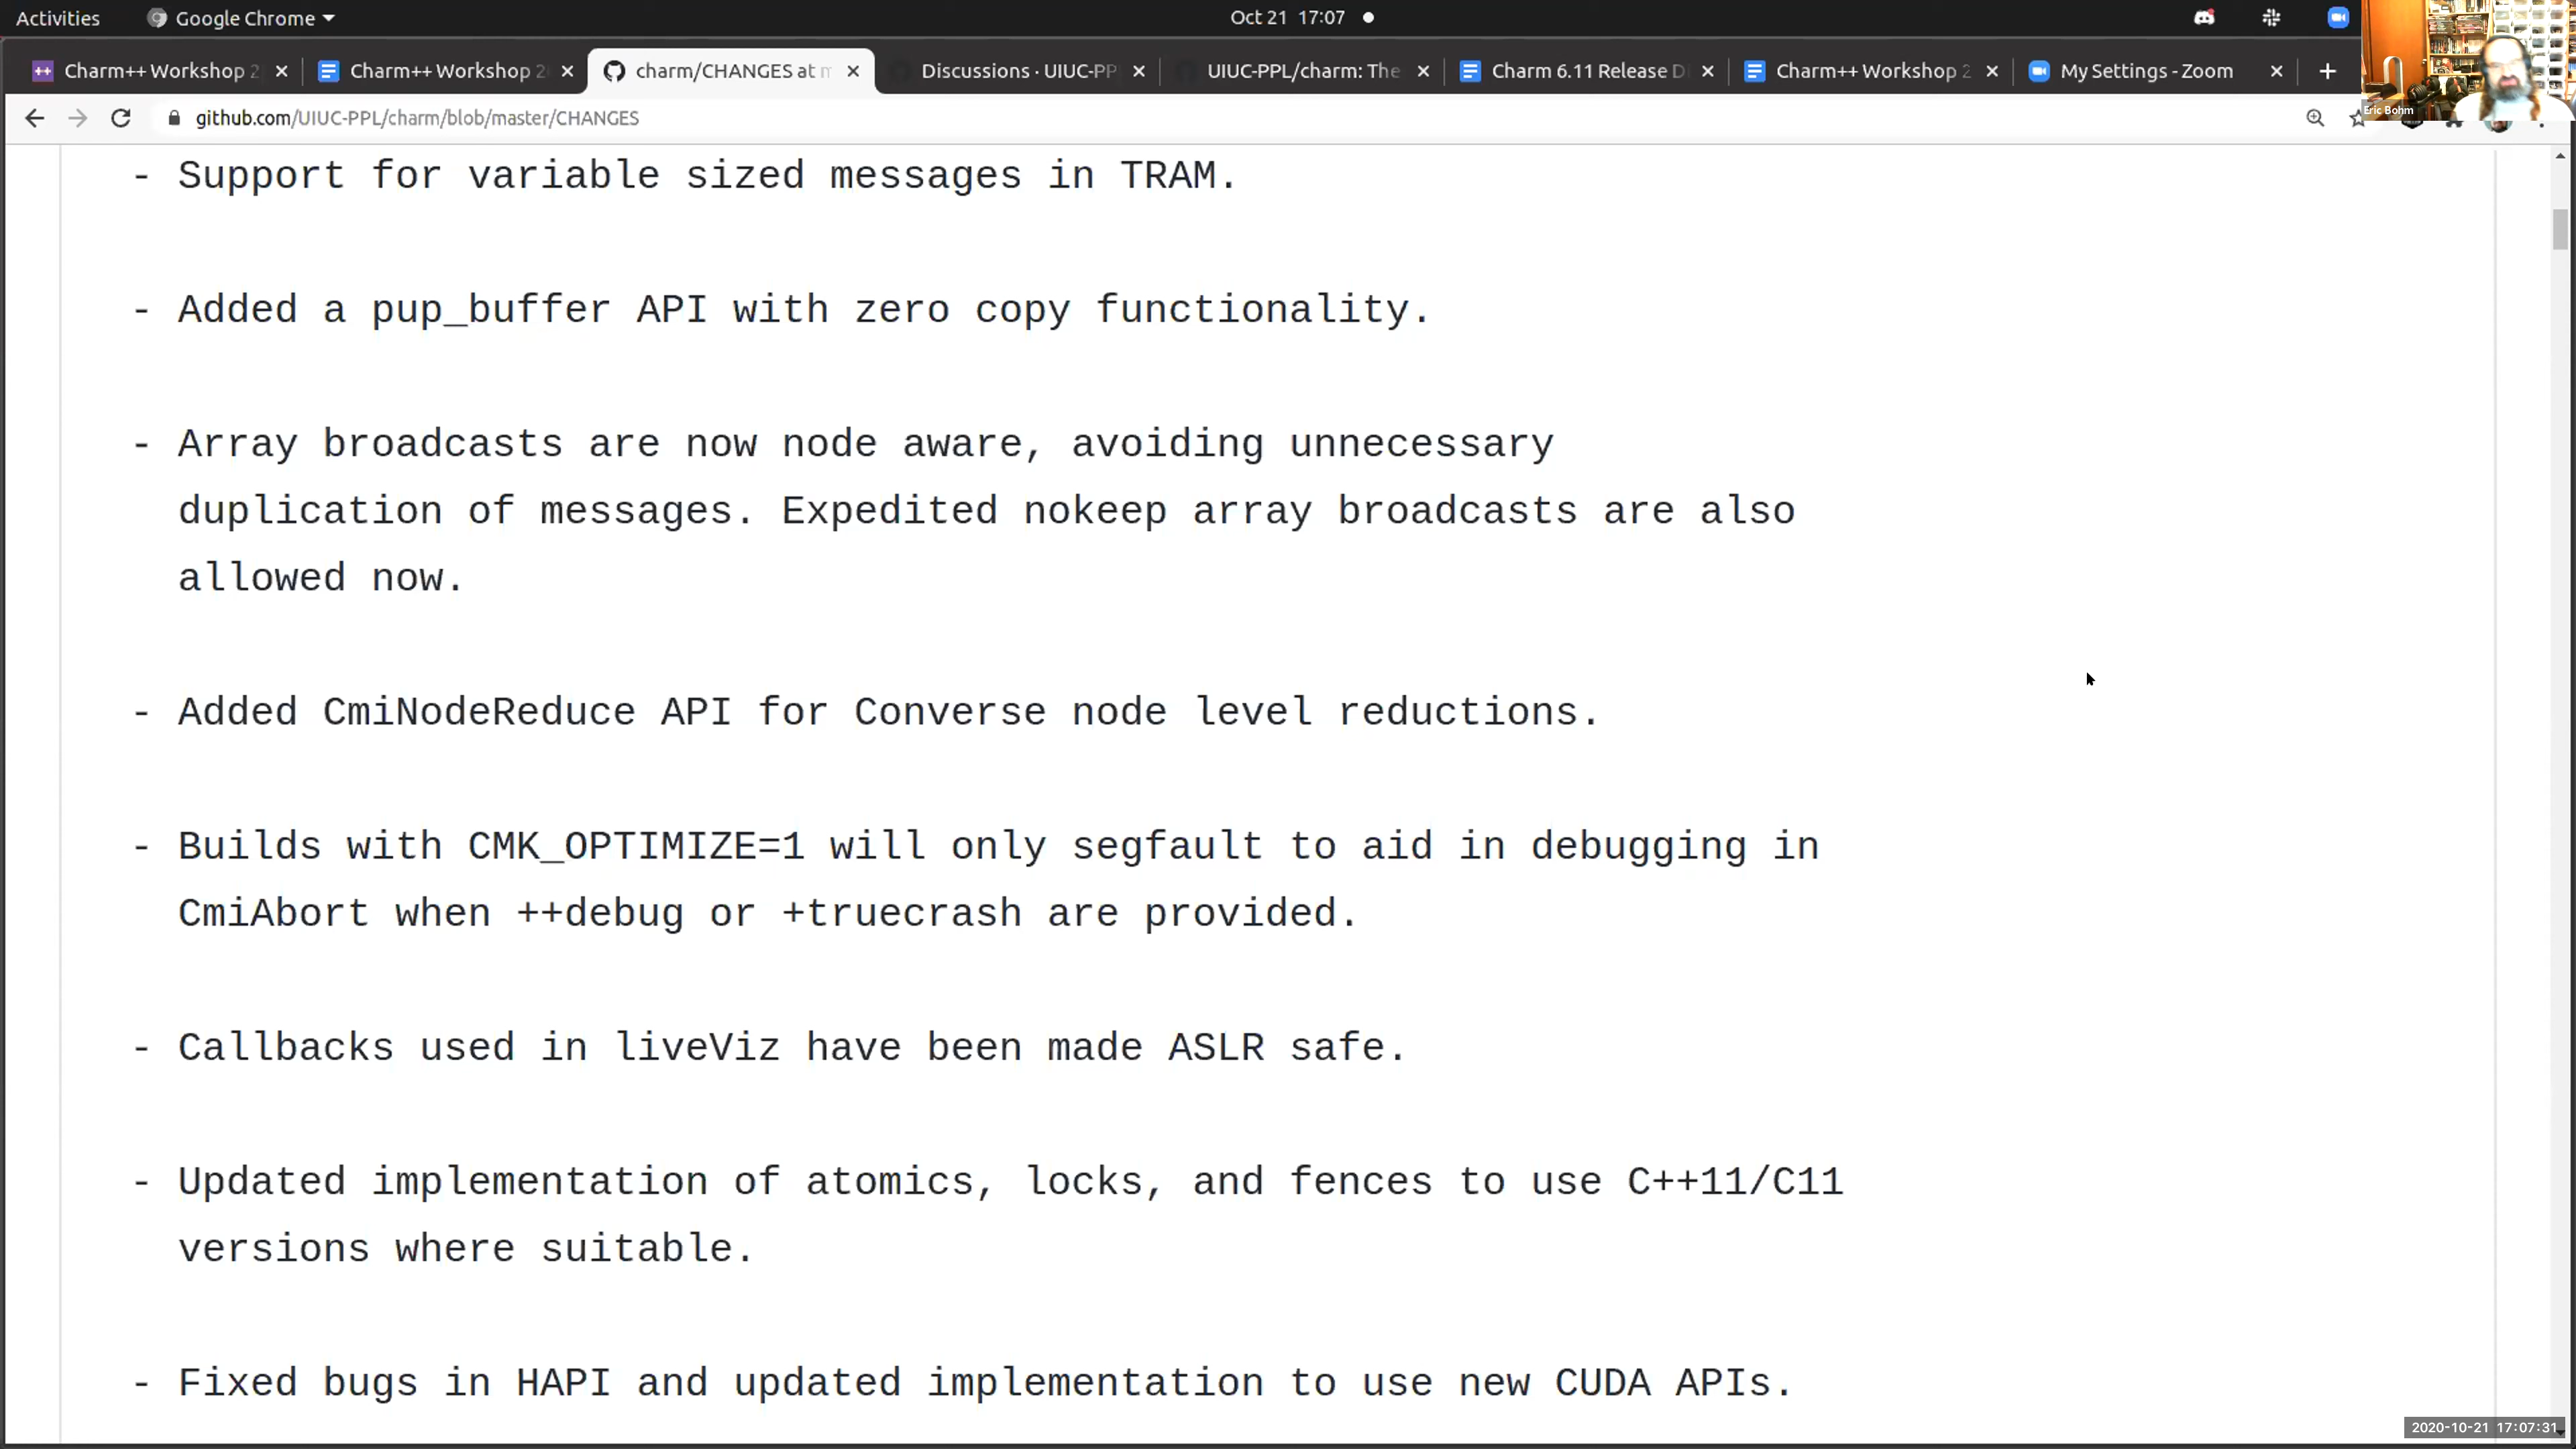 Activities Google Chrome Oct 21 17:07
Charm++ Workshop 2 Charm++ Workshop 2 charm/CHANGES at m Discussions · UIUC-PP UIUC-PPL/charm: The Charm 6.11 Release D Charm++ Workshop 2 My Settings - Zoom
Eric Bohm
github.com/UIUC-PPL/charm/blob/master/CHANGES
- Support for variable sized messages in TRAM.
- Added a pup_buffer API with zero copy functionality.
- Array broadcasts are now node aware, avoiding unnecessary
duplication of messages. Expedited nokeep array broadcasts are also
allowed now.
- Added CmiNodeReduce API for Converse node level reductions.
- Builds with CMK_OPTIMIZE=1 will only segfault to aid in debugging in
CmiAbort when ++debug or +truecrash are provided.
- Callbacks used in liveViz have been made ASLR safe.
- Updated implementation of atomics, locks, and fences to use C++11/C11
versions where suitable.
- Fixed bugs in HAPI and updated implementation to use new CUDA APIs.
2020-10-21 17:07:31